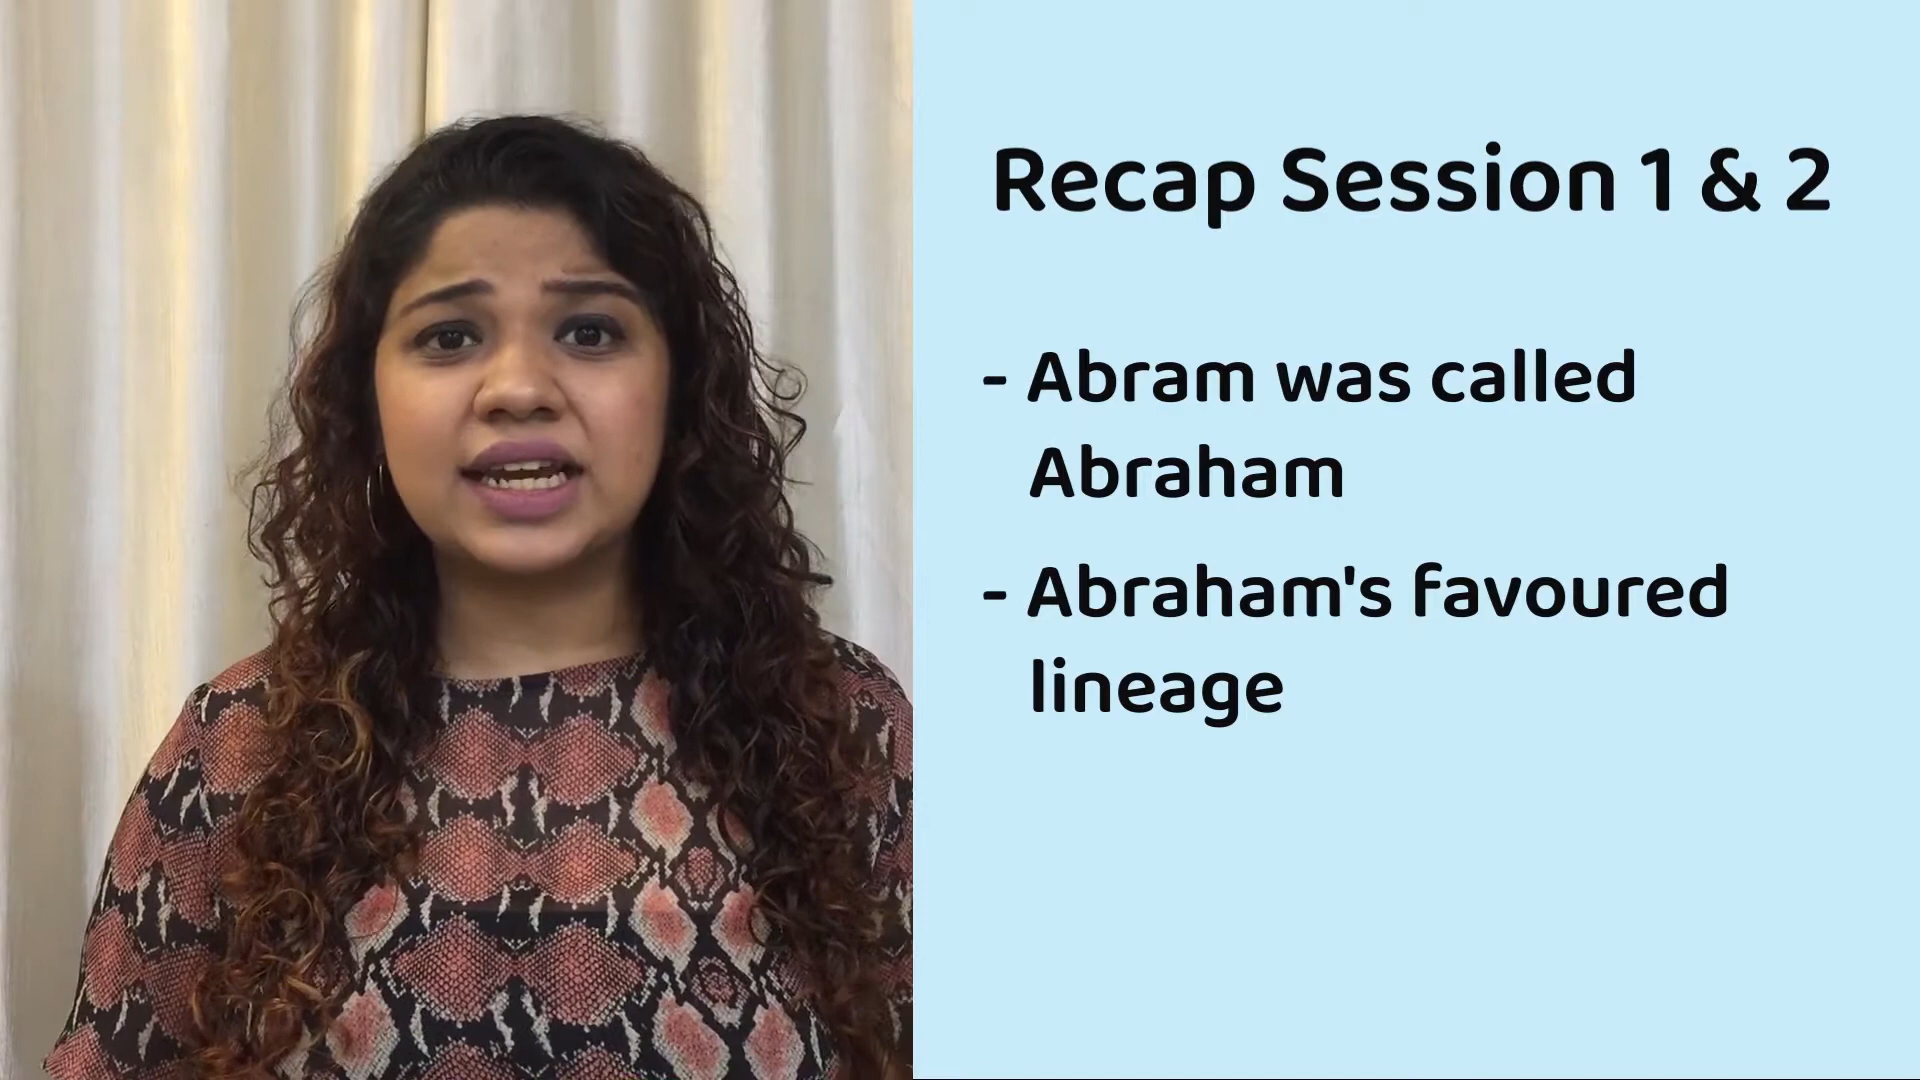 Recap Session 1 & 2
- Abram was called
Abraham
- Abraham's favoured
lineage